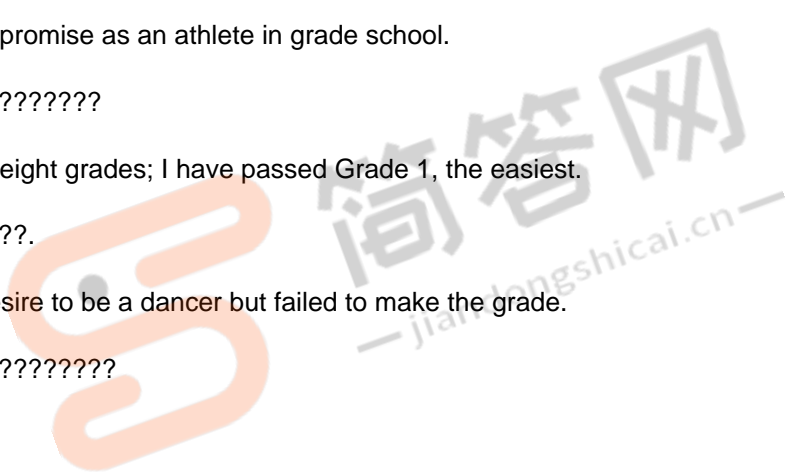 promise as an athlete in grade school.
???????
eight grades; I have passed Grade 1, the easiest.
??.
sire to be a dancer but failed to make the grade.
????????
简答网
jiandongshicai.cn